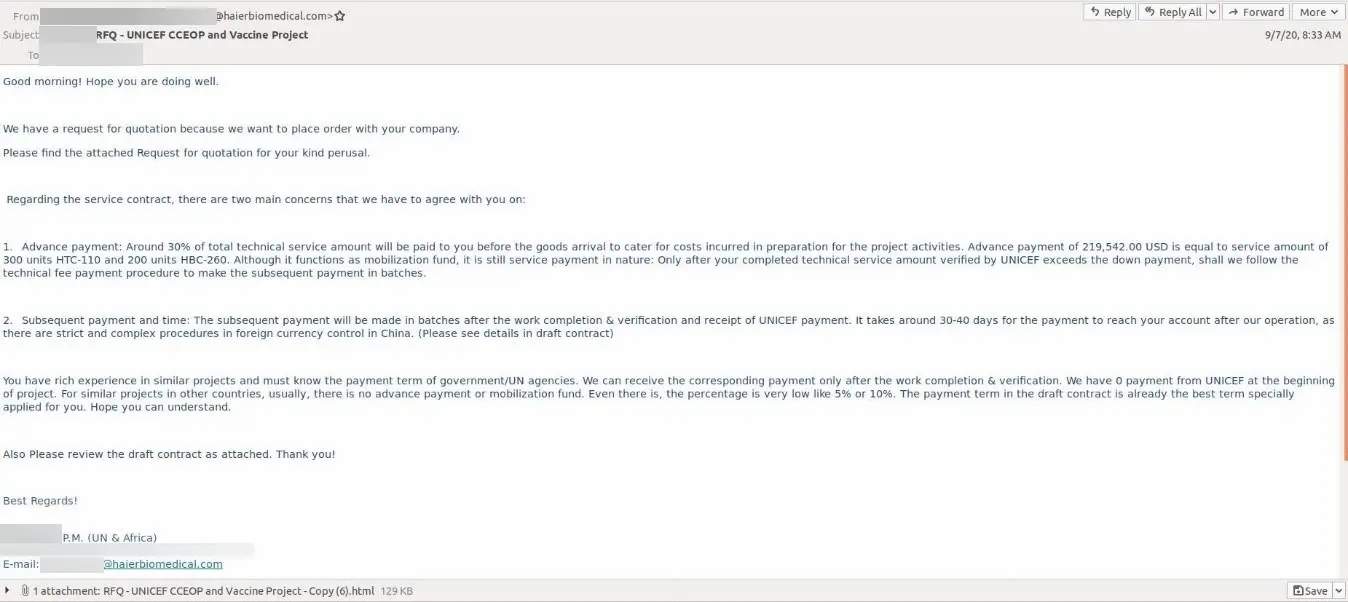 From @haierbiomedical.com> Reply Reply All Forward More
Subject: RFQ - UNICEF CCEOP and Vaccine Project 9/7/20, 8:33 AM
To
Good morning! Hope you are doing well.
We have a request for quotation because we want to place order with your company.
Please find the attached Request for quotation for your kind perusal.
Regarding the service contract, there are two main concerns that we have to agree with you on:
1. Advance payment: Around 30% of total technical service amount will be paid to you before the goods arrival to cater for costs incurred in preparation for the project activities. Advance payment of 219,542.00 USD is equal to service amount of
300 units HTC-110 and 200 units HBC-260. Although it functions as mobilization fund, it is still service payment in nature: Only after your completed technical service amount verified by UNICEF exceeds the down payment, shall we follow the
technical fee payment procedure to make the subsequent payment in batches.
2. Subsequent payment and time: The subsequent payment will be made in batches after the work completion & verification and receipt of UNICEF payment. It takes around 30-40 days for the payment to reach your account after our operation, as
there are strict and complex procedures in foreign currency control in China. (Please see details in draft contract)
You have rich experience in similar projects and must know the payment term of government/UN agencies. We can receive the corresponding payment only after the work completion & verification. We have 0 payment from UNICEF at the beginning
of project. For similar projects in other countries, usually, there is no advance payment or mobilization fund. Even there is, the percentage is very low like 5% or 10%. The payment term in the draft contract is already the best term specially
applied for you. Hope you can understand.
Also Please review the draft contract as attached. Thank you!
Best Regards!
P.M. (UN & Africa)
E-mail: @haierbiomedical.com
1 attachment: RFQ - UNICEF CCEOP and Vaccine Project - Copy (6).html 129 KB Save